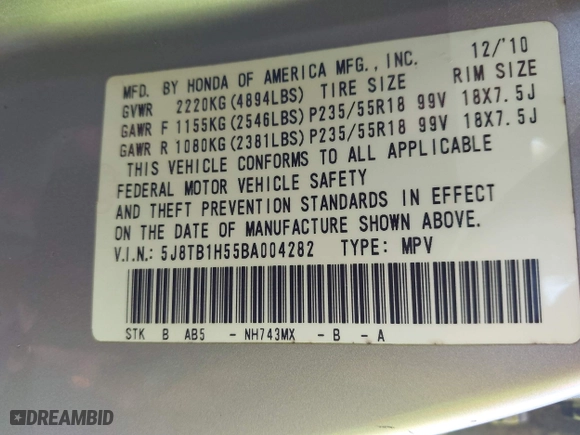 MFD. BY HONDA OF AMERICA MFG., INC. 12/'10
GVWR 2220KG(4894LBS) TIRE SIZE RIM SIZE
GAWR F 1155KG(2546LBS) P235/55R18 99V 18X7.5J
GAWR R 1080KG(2381LBS) P235/55R18 99V 18X7.5J
THIS VEHICLE CONFORMS TO ALL APPLICABLE
FEDERAL MOTOR VEHICLE SAFETY
AND THEFT PREVENTION STANDARDS IN EFFECT
ON THE DATE OF MANUFACTURE SHOWN ABOVE.
V.I.N.: 5J8TB1H55BA004282 TYPE: MPV
STK B AB5 - NH743MX - B - A
DREAMBID